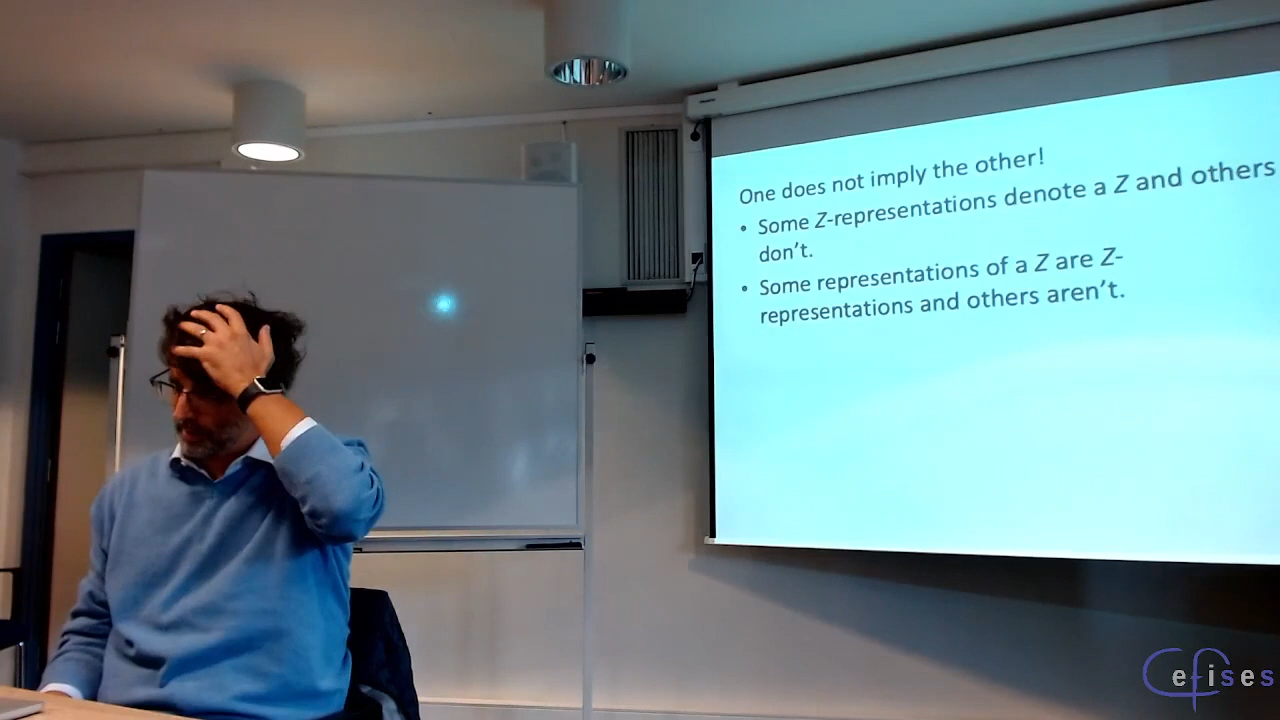 One does not imply the other!
• Some Z-representations denote a Z and others
don't.
• Some representations of a Z are Z-
representations and others aren't.
Cefises